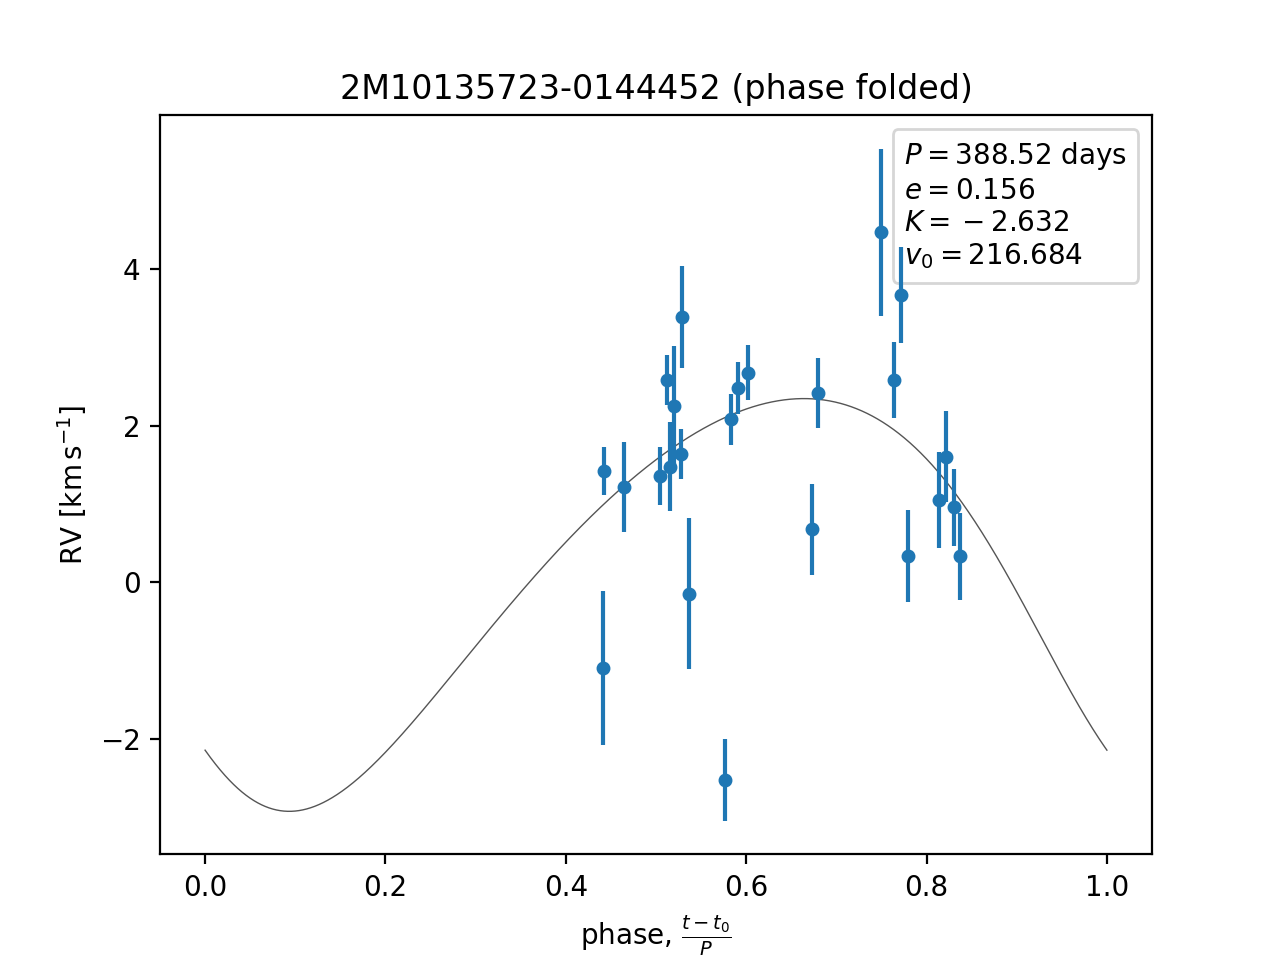 2M10135723-0144452 (phase folded)
P = 388.52 days
e = 0.156
K = −2.632
v₀ = 216.684
4
2
0
−2
RV [km s⁻¹]
0.0 0.2 0.4 0.6 0.8 1.0
phase, (t − t₀)/P